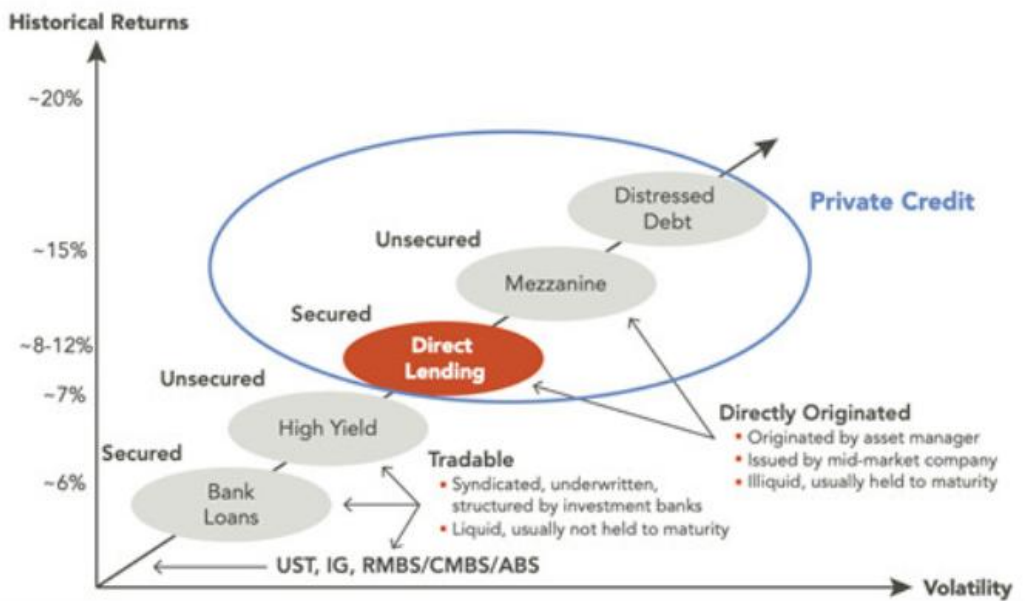 Historical Returns
~20%
Distressed
Debt
Private Credit
Unsecured
~15%
Mezzanine
Secured
~8-12%
Direct
Lending
Unsecured
~7%
High Yield
Directly Originated
• Originated by asset manager
• Issued by mid-market company
• Illiquid, usually held to maturity
Secured
~6%
Bank
Loans
Tradable
• Syndicated, underwritten,
structured by investment banks
• Liquid, usually not held to maturity
UST, IG, RMBS/CMBS/ABS
Volatility